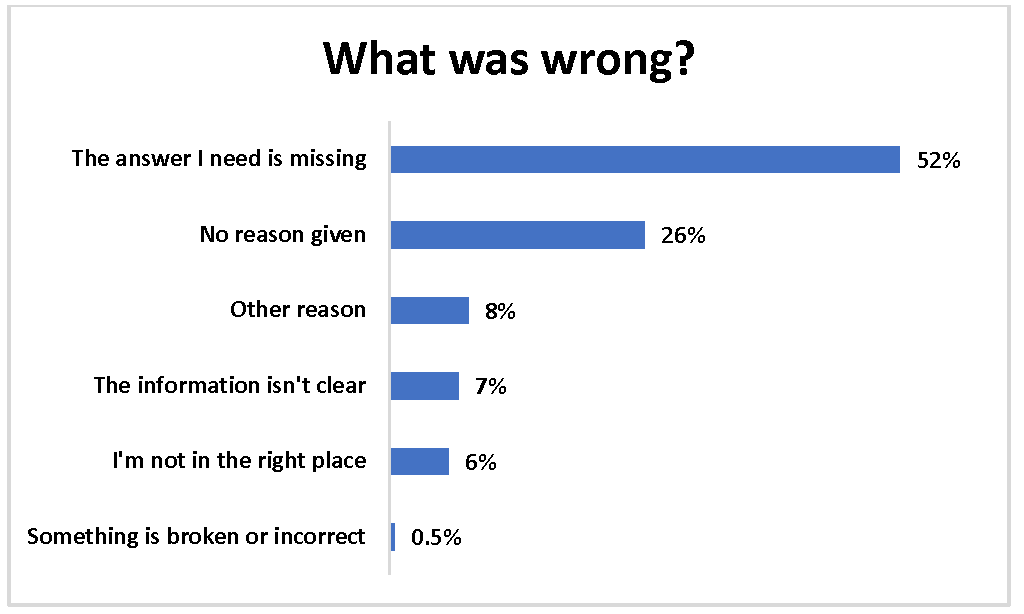 What was wrong?
The answer I need is missing 52%
No reason given 26%
Other reason 8%
The information isn't clear 7%
I'm not in the right place 6%
Something is broken or incorrect 0.5%